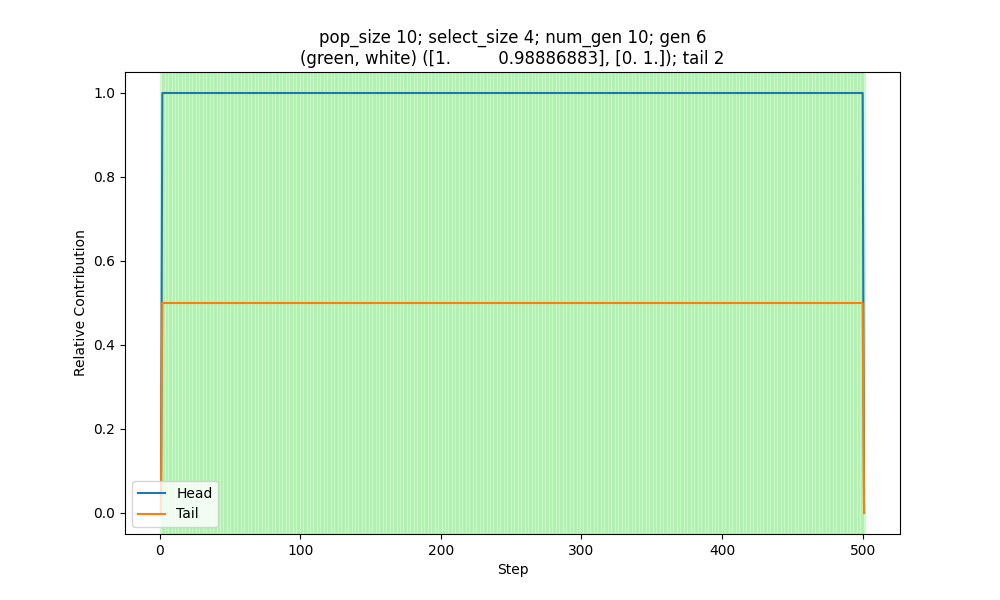 pop_size 10; select_size 4; num_gen 10; gen 6
(green, white) ([1. 0.98886883], [0. 1.]); tail 2
Relative Contribution
1.0
0.8
0.6
0.4
0.2
0.0
Head
Tail
0 100 200 300 400 500
Step